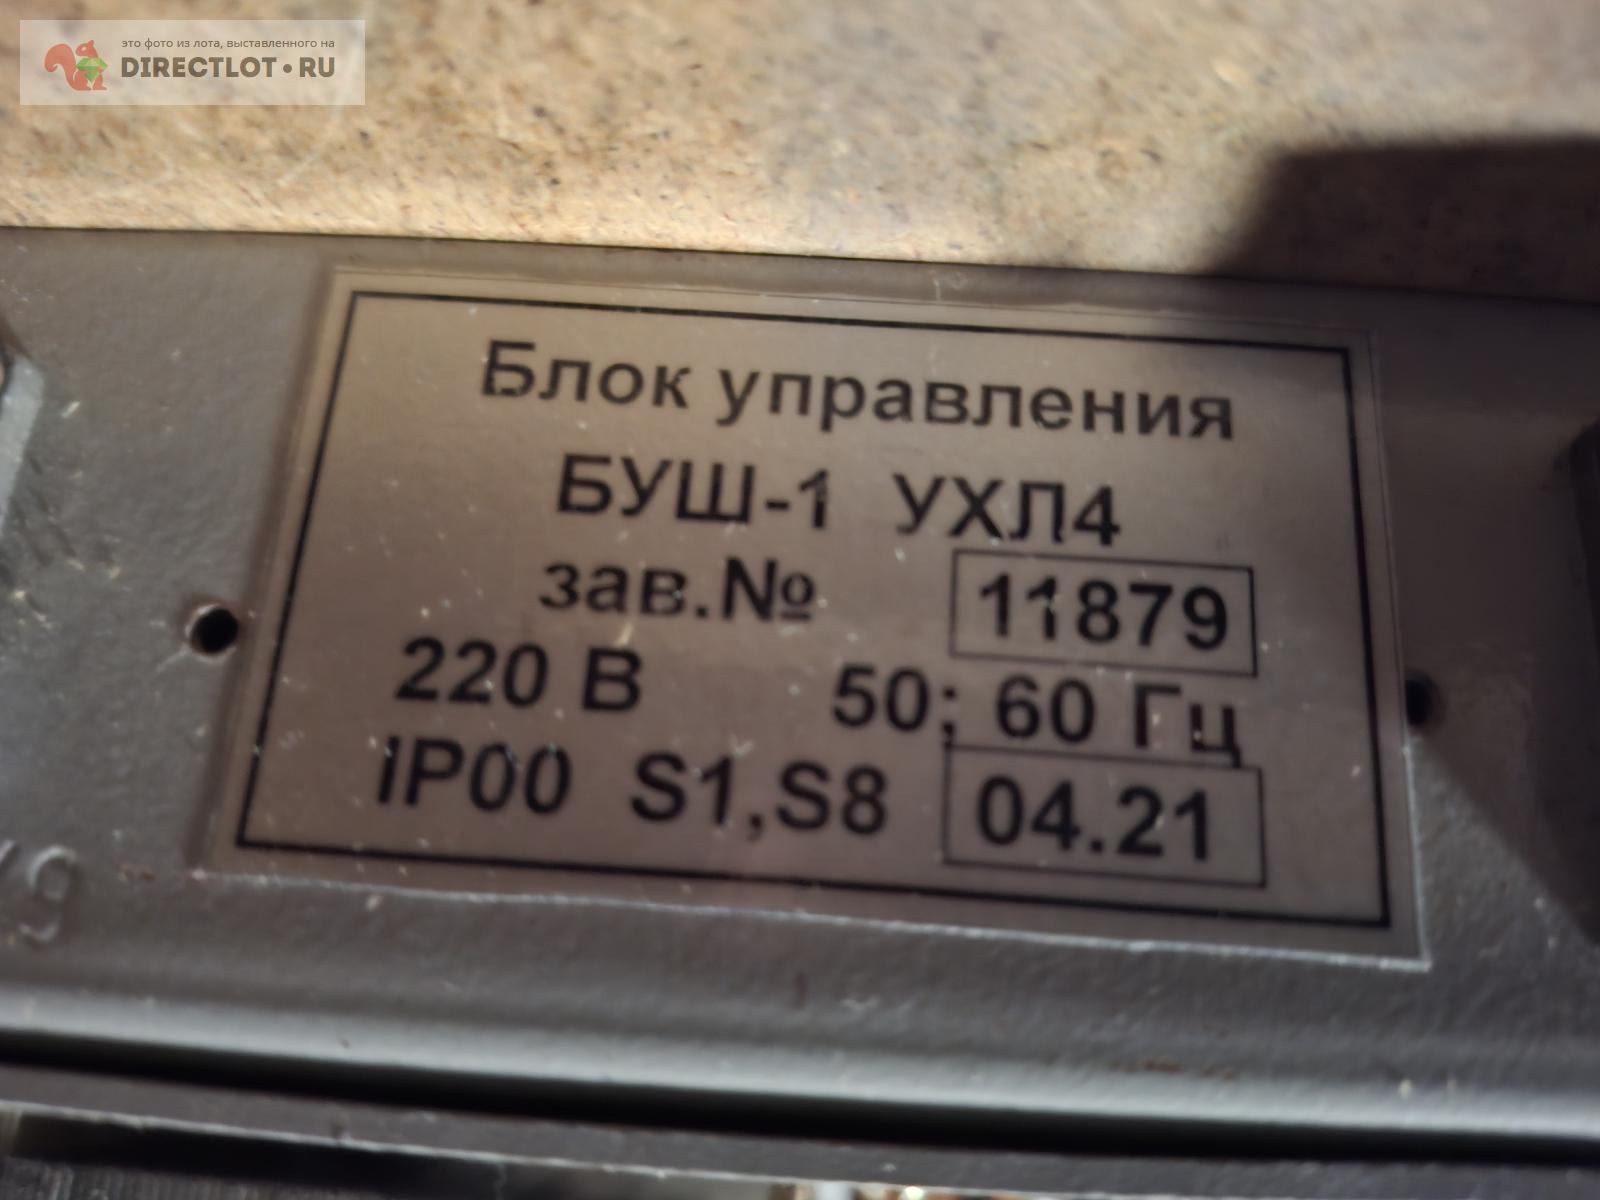 это фото из лота, выставленного на
DIRECTLOT•RU
Блок управления
БУШ-1 УХЛ4
зав.№ 11879
220 В 50; 60 Гц
IP00 S1,S8 04.21